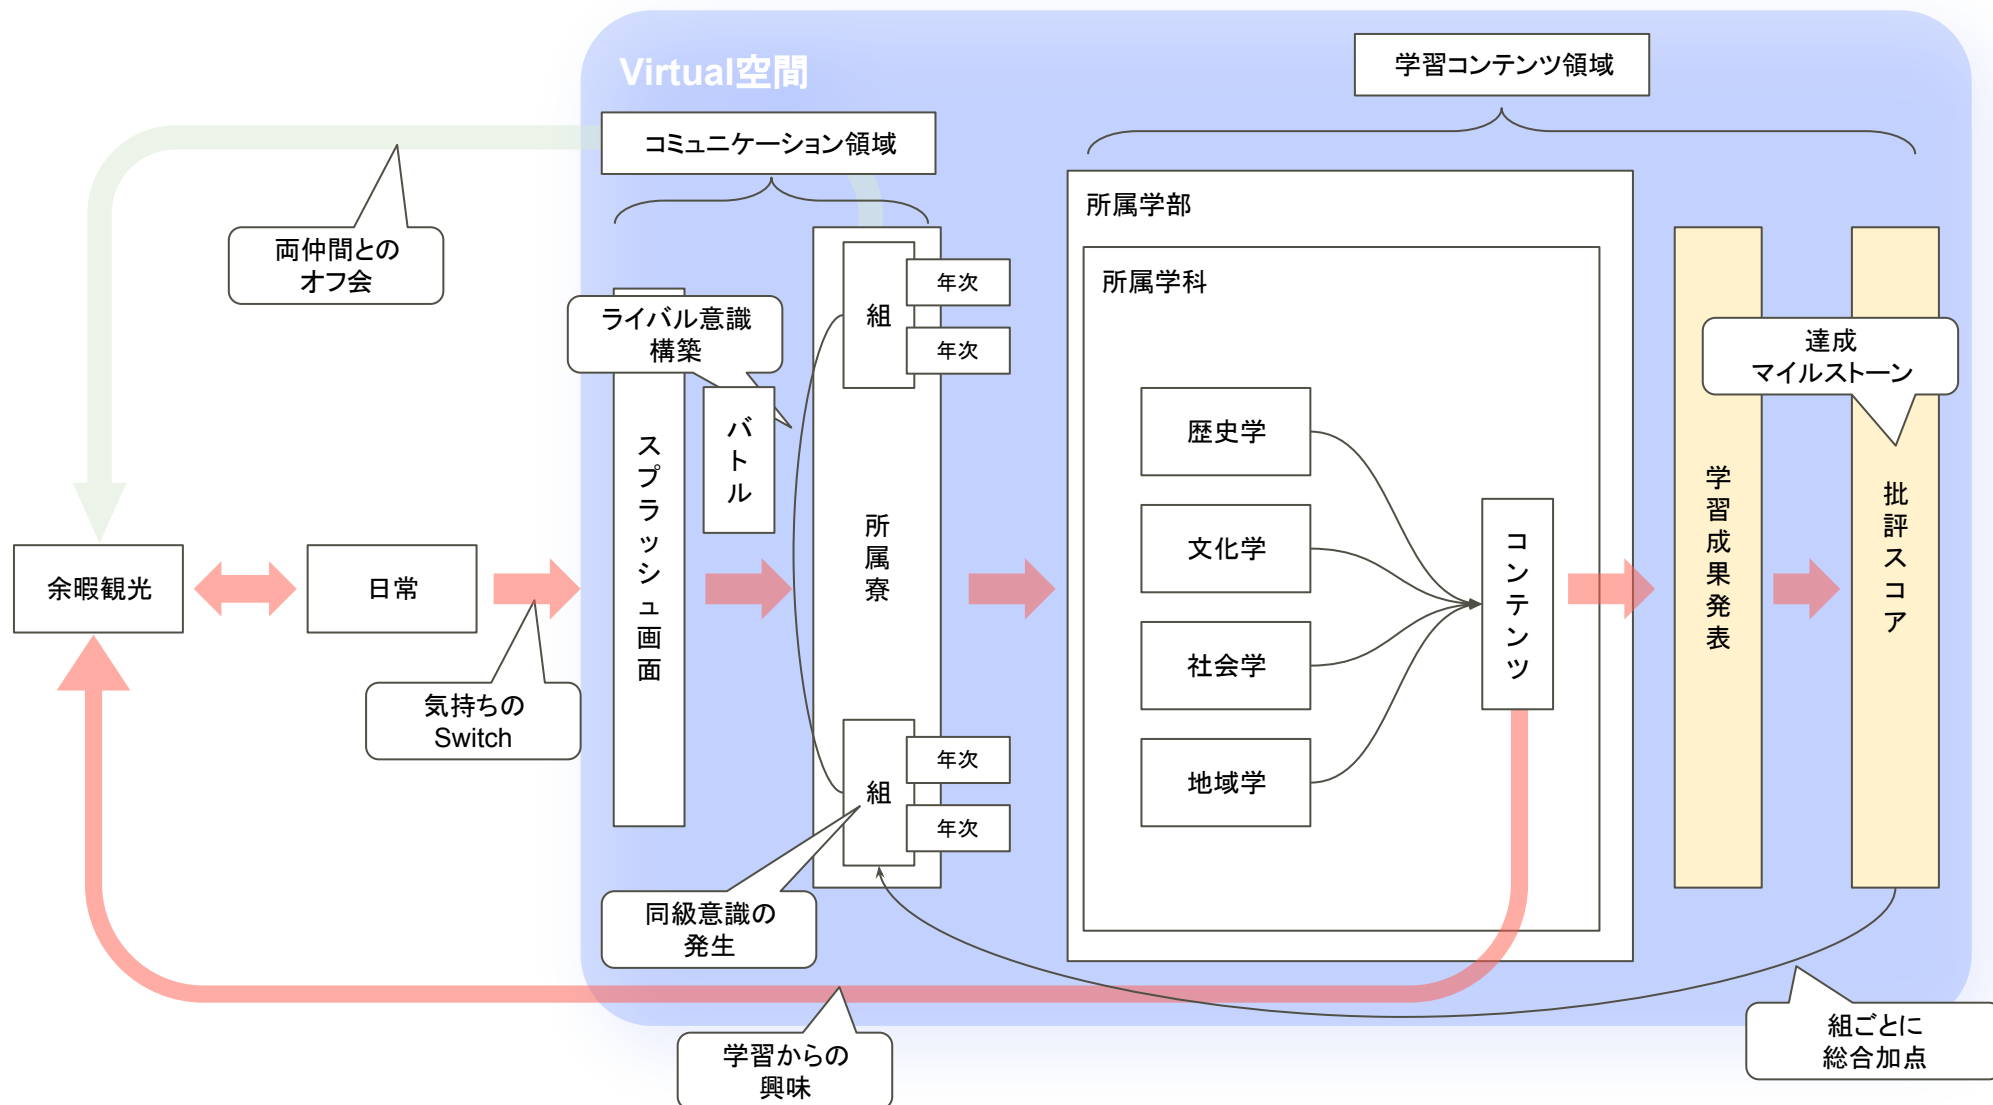 Virtual空間
学習コンテンツ領域
コミュニケーション領域
両仲間との
オフ会
ライバル意識
構築
バトル
スプラッシュ画面
組
年次
年次
所属寮
組
年次
年次
所属学部
所属学科
歴史学
文化学
社会学
地域学
コンテンツ
学習成果発表
達成
マイルストーン
批評スコア
余暇観光
日常
気持ちの
Switch
同級意識の
発生
学習からの
興味
組ごとに
総合加点